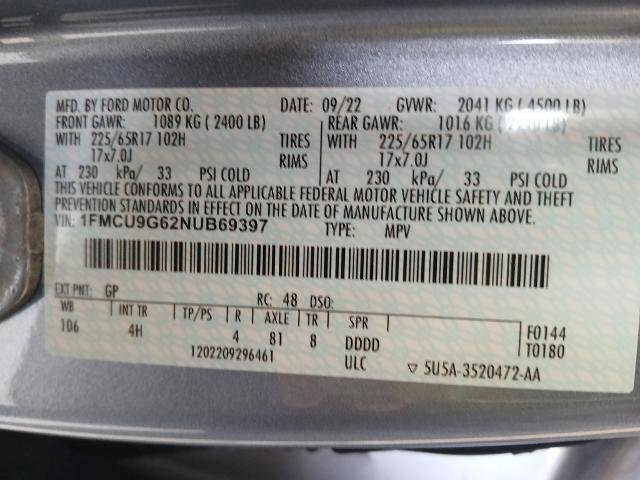 MFD. BY FORD MOTOR CO. DATE: 09/22 GVWR: 2041 KG (4500 LB)
FRONT GAWR: 1089 KG (2400 LB) REAR GAWR: 1016 KG ( LB)
WITH 225/65R17 102H TIRES WITH 225/65R17 102H TIRES
17x7.0J RIMS 17x7.0J RIMS
AT 230 kPa/ 33 PSI COLD AT 230 kPa/ 33 PSI COLD
THIS VEHICLE CONFORMS TO ALL APPLICABLE FEDERAL MOTOR VEHICLE SAFETY AND THEFT
PREVENTION STANDARDS IN EFFECT ON THE DATE OF MANUFACTURE SHOWN ABOVE.
VIN: 1FMCU9G62NUB69397 TYPE: MPV
EXT PNT: GP RC: 48 DSO:
WB INT TR TP/PS R AXLE TR SPR F0144
106 4H 4 81 8 DDDD T0180
1202209296461 ULC ▽ 5U5A-3520472-AA